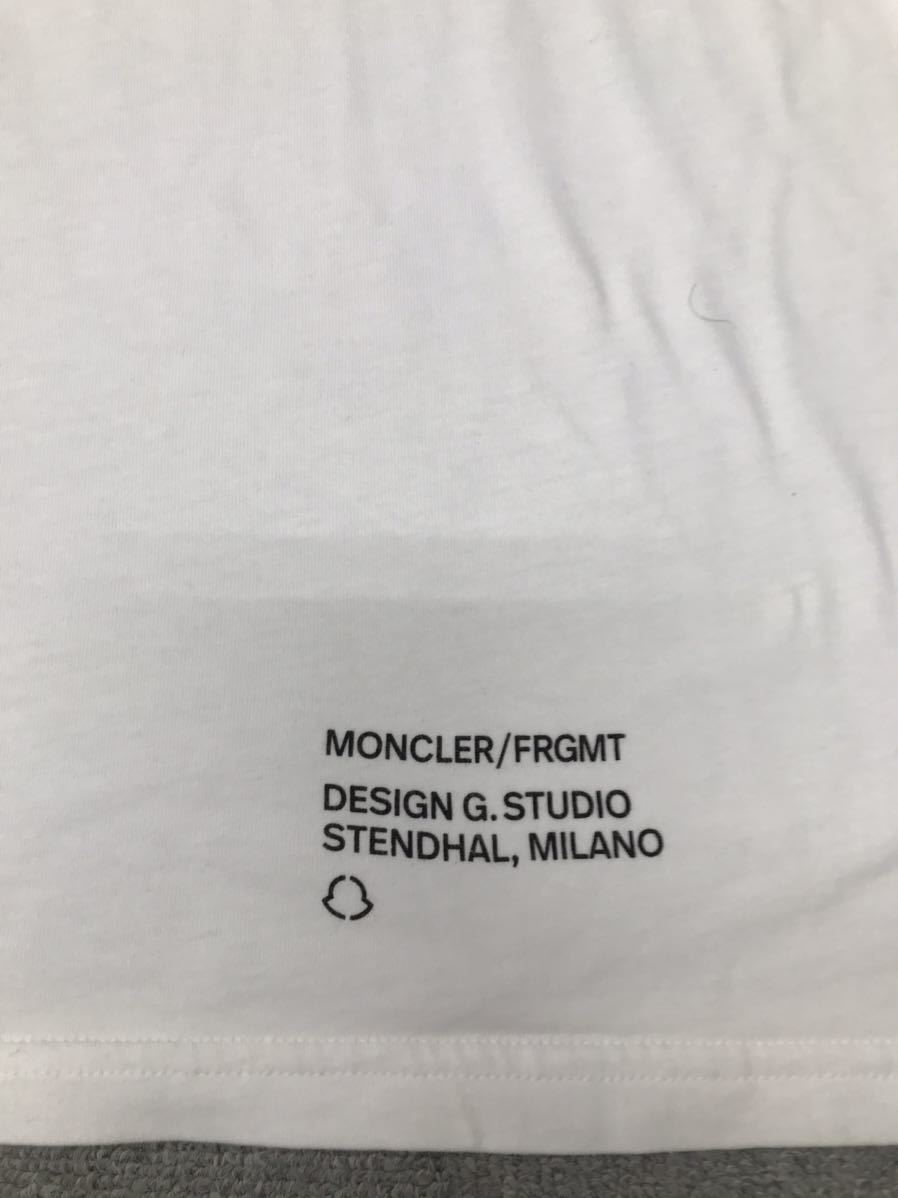 MONCLER/FRGMT
DESIGN G. STUDIO
STENDHAL, MILANO